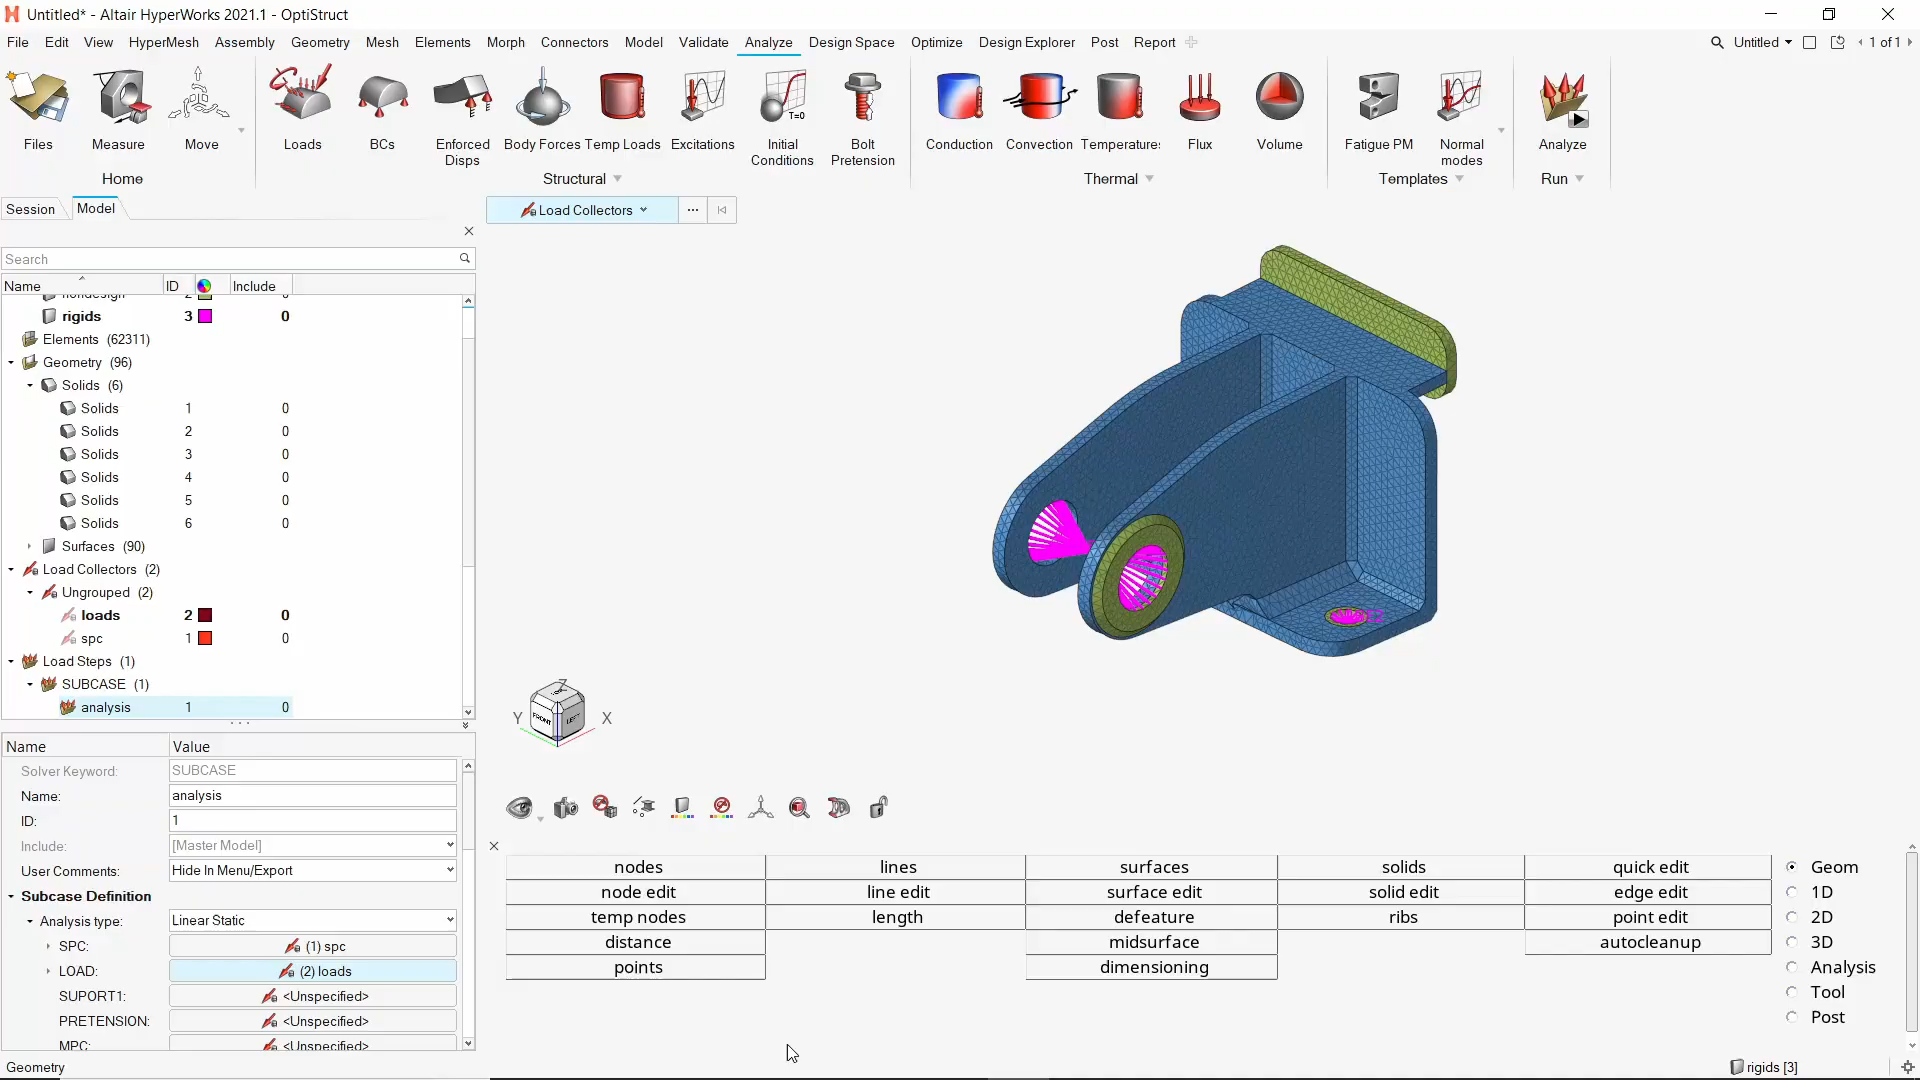 Untitled* - Altair HyperWorks 2021.1 - OptiStruct
File Edit View HyperMesh Assembly Geometry Mesh Elements Morph Connectors Model Validate Analyze Design Space Optimize Design Explorer Post Report Untitled 1 of 1
Files Measure Move Loads BCs Enforced Disps Body Forces Temp Loads Excitations Initial Conditions Bolt Pretension Conduction Convection Temperatures Flux Volume Fatigue PM Normal modes Analyze
T=0
Home Structural Thermal Templates Run
Session Model
Load Collectors ...
Search
Name ID Include
nondesign 2 0
rigids 3 0
Elements (62311)
Geometry (96)
Solids (6)
Solids 1 0
Solids 2 0
Solids 3 0
Solids 4 0
Solids 5 0
Solids 6 0
Surfaces (90)
Load Collectors (2)
Ungrouped (2)
loads 2 0
spc 1 0
Load Steps (1)
SUBCASE (1)
analysis 1 0
Name Value
Solver Keyword: SUBCASE
Name: analysis
ID: 1
Include: [Master Model]
User Comments: Hide In Menu/Export
Subcase Definition
Analysis type: Linear Static
SPC: (1) spc
LOAD: (2) loads
SUPORT1: <Unspecified>
PRETENSION: <Unspecified>
MPC: <Unspecified>
Z
FRONT LEFT
Y X
nodes lines surfaces solids quick edit Geom
node edit line edit surface edit solid edit edge edit 1D
temp nodes length defeature ribs point edit 2D
distance midsurface autocleanup 3D
points dimensioning Analysis
Tool
Post
Geometry rigids [3]